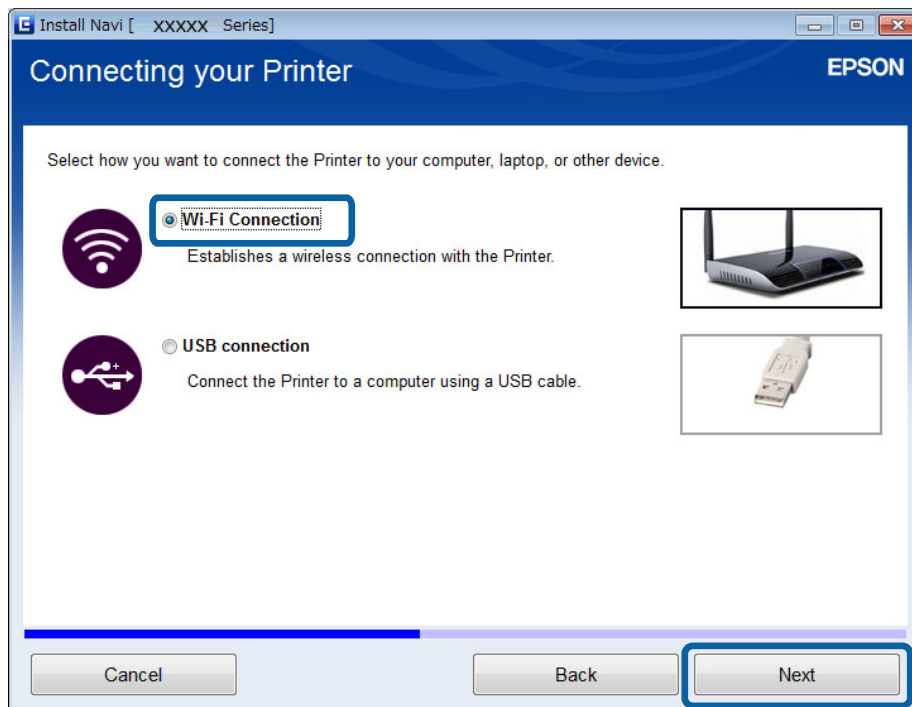 Install Navi [ XXXXX Series]
Connecting your Printer
EPSON
Select how you want to connect the Printer to your computer, laptop, or other device.
Wi-Fi Connection
Establishes a wireless connection with the Printer.
USB connection
Connect the Printer to a computer using a USB cable.
Cancel
Back
Next